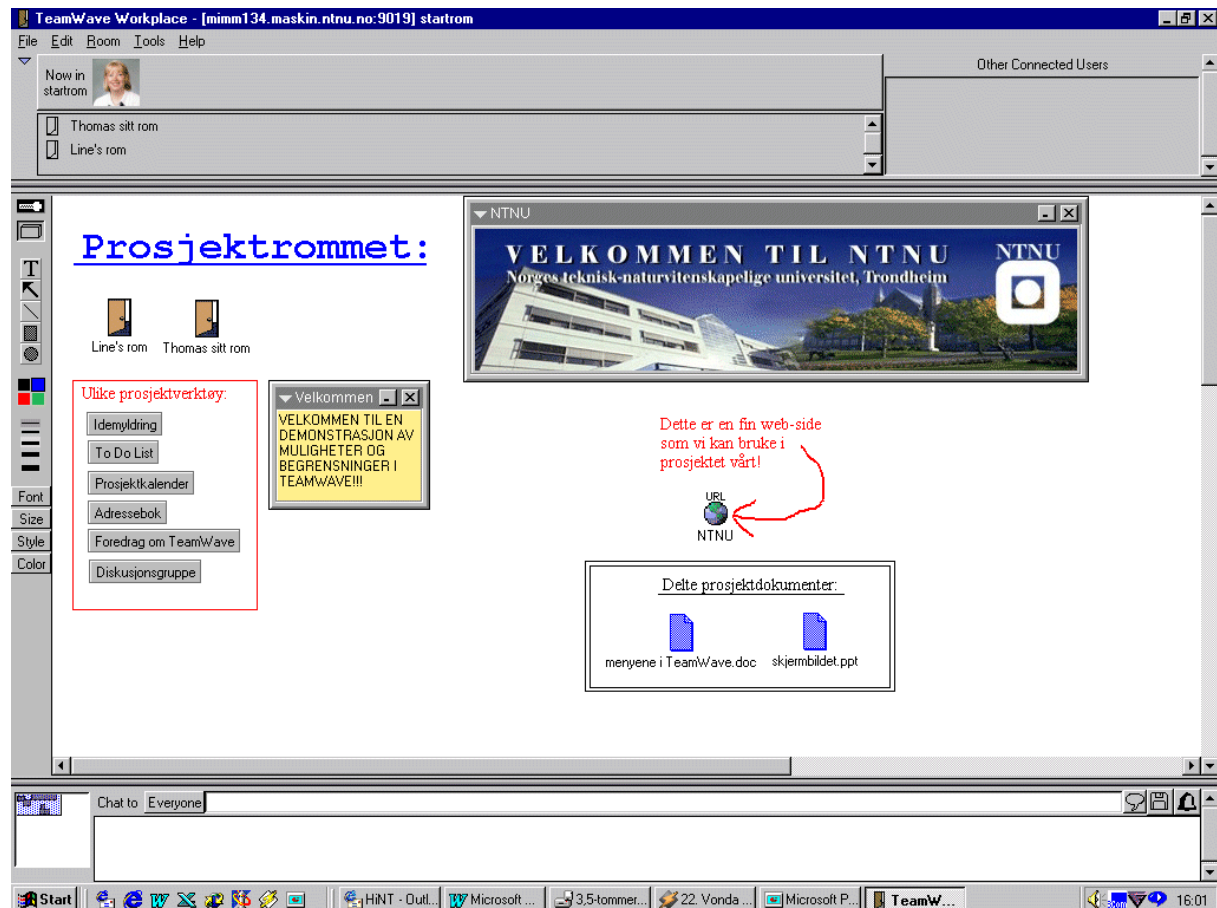 TeamWave Workplace - [mimm134.maskin.ntnu.no:9019] startrom
File Edit Room Tools Help
Now in
startrom
Other Connected Users
Thomas sitt rom
Line's rom
Prosjektrommet:
Line's rom
Thomas sitt rom
NTNU
VELKOMMEN TIL NTNU
Norges teknisk-naturvitenskapelige universitet, Trondheim
NTNU
T
Font
Size
Style
Color
Ulike prosjektverktøy:
Idemyldring
To Do List
Prosjektkalender
Adressebok
Foredrag om TeamWave
Diskusjonsgruppe
Velkommen
VELKOMMEN TIL EN
DEMONSTRASJON AV
MULIGHETER OG
BEGRENSNINGER I
TEAMWAVE!!!
Dette er en fin web-side
som vi kan bruke i
prosjektet vårt!
URL
NTNU
Delte prosjektdokumenter:
menyene i TeamWave.doc
skjermbildet.ppt
Chat to Everyone
Start
HiNT - Outl...
Microsoft ...
3,5-tommer...
22. Vonda ...
Microsoft P...
TeamW...
3Com
16:01